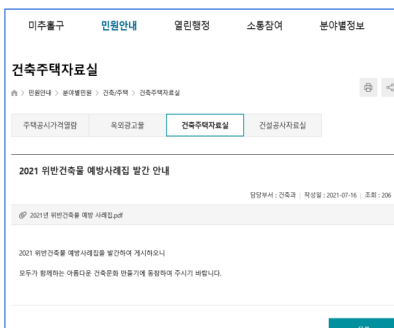 미추홀구 민원안내 열린행정 소통참여 분야별정보
건축주택자료실
> 민원안내 > 분야별민원 > 건축/주택 > 건축주택자료실
주택공시가격열람 옥외광고물 건축주택자료실 건설공사자료실
2021 위반건축물 예방사례집 발간 안내
담당부서 : 건축과 | 작성일 : 2021-07-16 | 조회 : 206
2021년 위반건축물 예방 사례집.pdf
2021 위반건축물 예방사례집을 발간하여 게시하오니
모두가 함께하는 아름다운 건축문화 만들기에 동참하여 주시기 바랍니다.